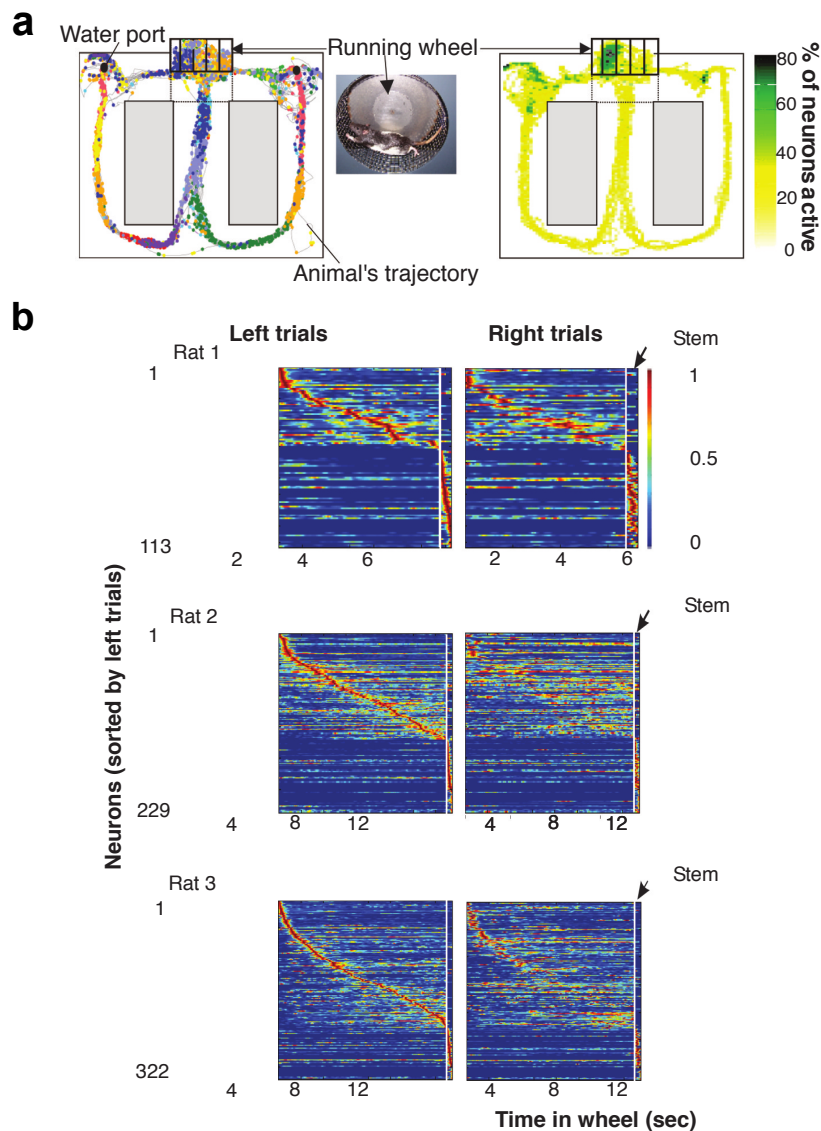 a
Water port
Running wheel
Animal's trajectory
80
60
40
20
0
% of neurons active
b
Left trials
Right trials
Stem
Rat 1
1
113
2 4 6
2 4 6
1
0.5
0
Neurons (sorted by left trials)
Rat 2
Stem
1
229
4 8 12
4 8 12
Rat 3
Stem
1
322
4 8 12
4 8 12
Time in wheel (sec)